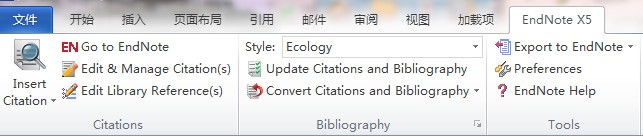 文件 开始 插入 页面布局 引用 邮件 审阅 视图 加载项 EndNote X5
EN Go to EndNote Style: Ecology Export to EndNote
Edit & Manage Citation(s) Update Citations and Bibliography Preferences
Insert Citation Edit Library Reference(s) Convert Citations and Bibliography EndNote Help
Citations Bibliography Tools